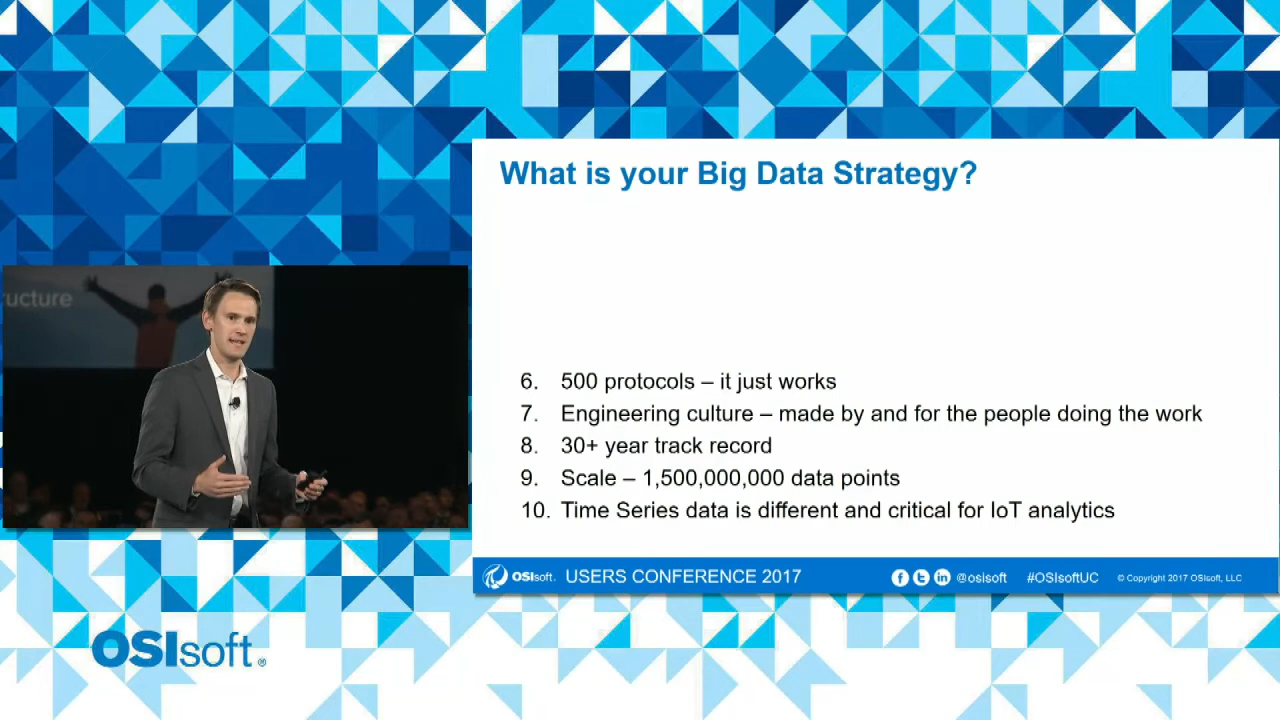 What is your Big Data Strategy?
ucture
6. 500 protocols – it just works
7. Engineering culture – made by and for the people doing the work
8. 30+ year track record
9. Scale – 1,500,000,000 data points
10. Time Series data is different and critical for IoT analytics
OSIsoft. USERS CONFERENCE 2017 @osisoft #OSIsoftUC © Copyright 2017 OSIsoft, LLC
OSIsoft®